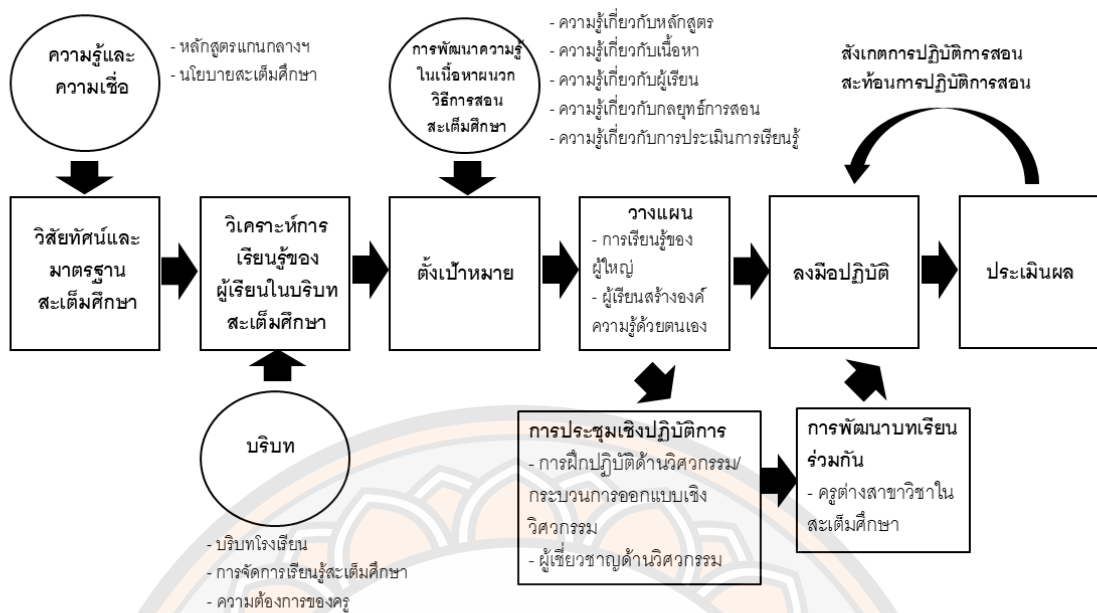 ความรู้และ
ความเชื่อ
- หลักสูตรแกนกลางฯ
- นโยบายสะเต็มศึกษา
การพัฒนาความรู้
ในเนื้อหาผนวก
วิธีการสอน
สะเต็มศึกษา
- ความรู้เกี่ยวกับหลักสูตร
- ความรู้เกี่ยวกับเนื้อหา
- ความรู้เกี่ยวกับผู้เรียน
- ความรู้เกี่ยวกับกลยุทธ์การสอน
- ความรู้เกี่ยวกับการประเมินการเรียนรู้
สังเกตการปฏิบัติการสอน
สะท้อนการปฏิบัติการสอน
วิสัยทัศน์และ
มาตรฐาน
สะเต็มศึกษา
วิเคราะห์การ
เรียนรู้ของ
ผู้เรียนในบริบท
สะเต็มศึกษา
ตั้งเป้าหมาย
วางแผน
- การเรียนรู้ของ
ผู้ใหญ่
- ผู้เรียนสร้างองค์
ความรู้ด้วยตนเอง
ลงมือปฏิบัติ
ประเมินผล
บริบท
- บริบทโรงเรียน
- การจัดการเรียนรู้สะเต็มศึกษา
- ความต้องการของครู
การประชุมเชิงปฏิบัติการ
- การฝึกปฏิบัติด้านวิศวกรรม/
กระบวนการออกแบบเชิง
วิศวกรรม
- ผู้เชี่ยวชาญด้านวิศวกรรม
การพัฒนาบทเรียน
ร่วมกัน
- ครูต่างสาขาวิชาใน
สะเต็มศึกษา